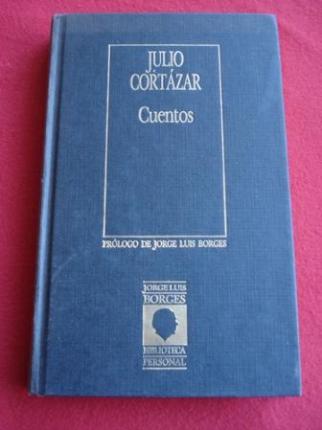 JULIO
CORTÁZAR
Cuentos
PRÓLOGO DE JORGE LUIS BORGES
JORGE LUIS
BORGES
BIBLIOTECA
PERSONAL